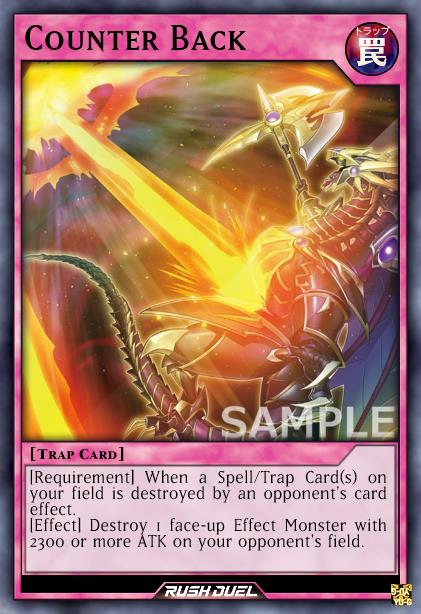 Counter Back
トラップ
罠
SAMPLE
[Trap Card]
[Requirement] When a Spell/Trap Card(s) on
your field is destroyed by an opponent's card
effect.
[Effect] Destroy 1 face-up Effect Monster with
2300 or more ATK on your opponent's field.
RUSH DUEL